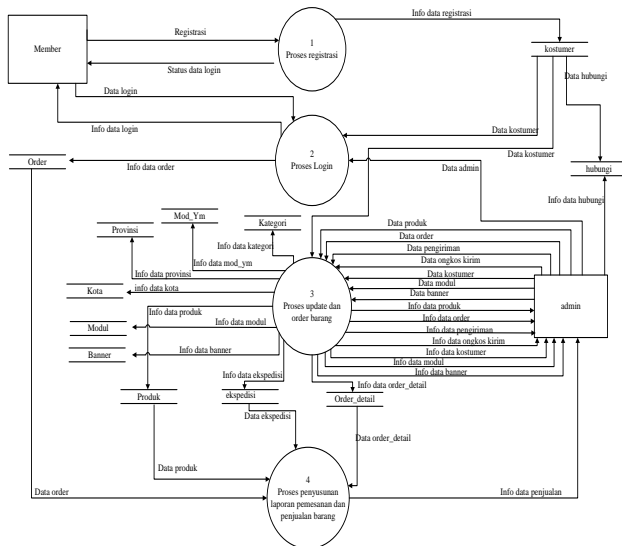 Info data registrasi
Registrasi
1
Proses registrasi
Member
kostumer
Status data login
Data hubungi
Data login
Info login
Data kostumer
Data kostumer
2
Proses Login
Order
Info data order
Data admin
hubungi
Info data hubungi
Mod_Ym
Kategori
Provinsi
Data produk
Data order
Info data kategori
Data pengiriman
Info data mod_ym
Data ongkos kirim
Info data provinsi
Data kostumer
Kota
info data kota
Data modul
3
Proses update dan
order barang
Data banner
admin
Info data produk
Info data produk
Modul
Info data modul
Info data order
Info data pengiriman
Banner
Info data banner
Info data ongkos kirim
Info data kostumer
Info data modul
Info data ekspedisi
Info data banner
Info data order_detail
Produk
ekspedisi
Order_detail
Data ekspedisi
Data order_detail
Data produk
4
Proses penyusunan
laporan pemesanan dan
penjualan barang
Data order
Info data penjualan